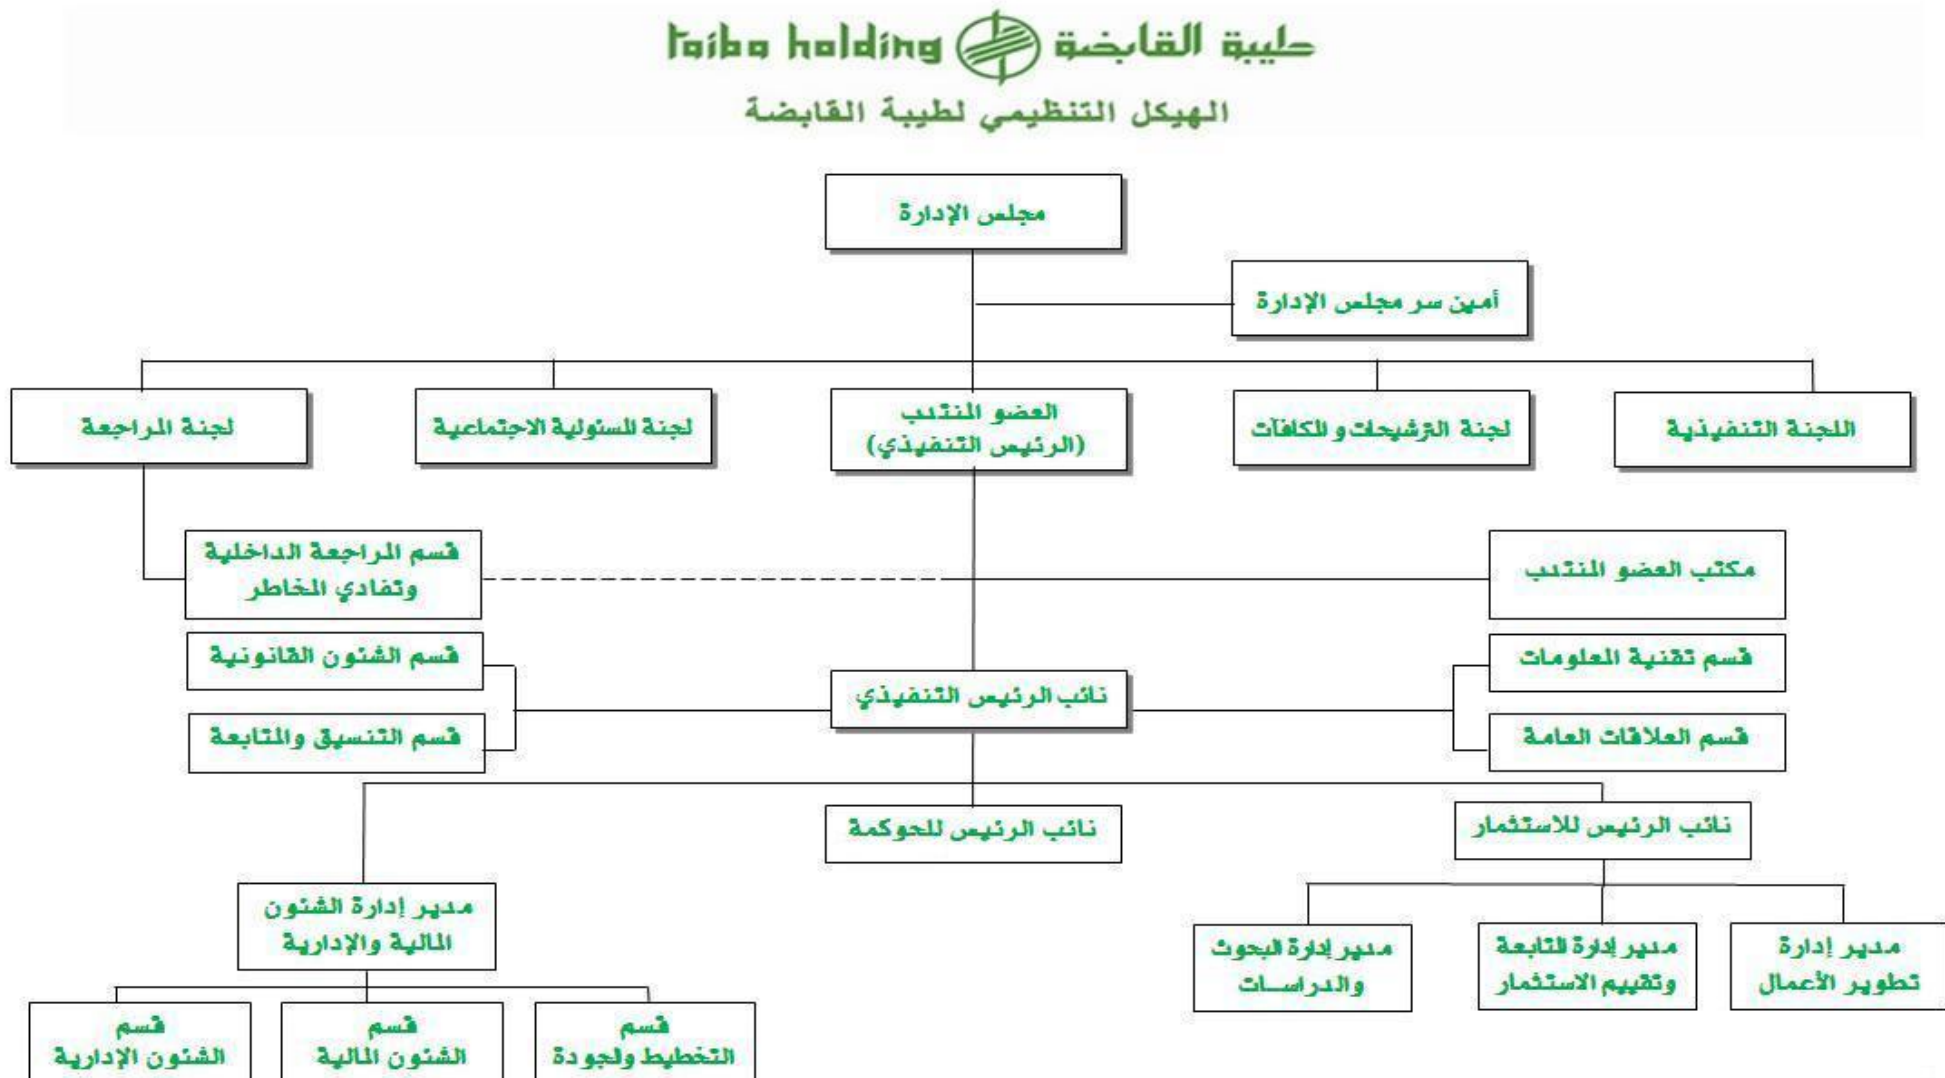 taiba holding طيبة القابضة
الهيكل التنظيمي لطيبة القابضة
مجلس الإدارة
أمين سر مجلس الإدارة
اللجنة التنفيذية
لجنة الترشيحات و المكافآت
العضو المنتدب
(الرئيس التنفيذي)
لجنة المسئولية الاجتماعية
لجنة المراجعة
مكتب العضو المنتدب
قسم المراجعة الداخلية
وتفادي المخاطر
قسم تقنية المعلومات
قسم الشئون القانونية
نائب الرئيس التنفيذي
قسم العلاقات العامة
قسم التنسيق والمتابعة
نائب الرئيس للاستثمار
نائب الرئيس للحوكمة
مدير إدارة الشئون
المالية والإدارية
مدير إدارة
تطوير الأعمال
مدير إدارة المتابعة
وتقييم الاستثمار
مدير إدارة البحوث
والدراســات
قسم
التخطيط والجودة
قسم
الشئون المالية
قسم
الشئون الإدارية